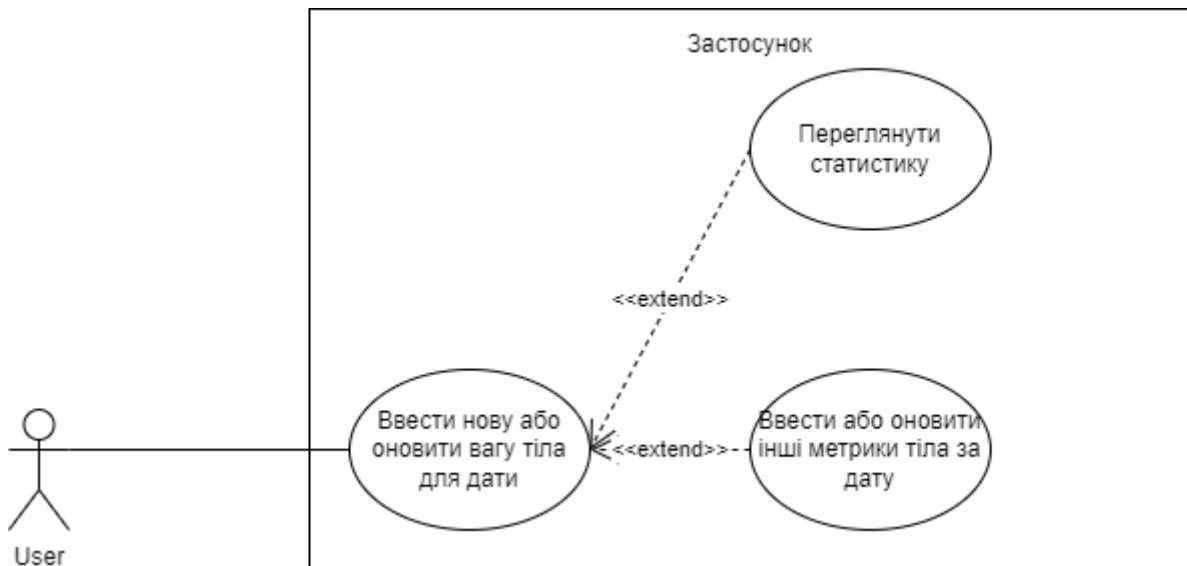 Застосунок
Переглянути
статистику
<<extend>>
Ввести нову або
оновити вагу тіла
для дати
<<extend>>
Ввести або оновити
інші метрики тіла за
дату
User